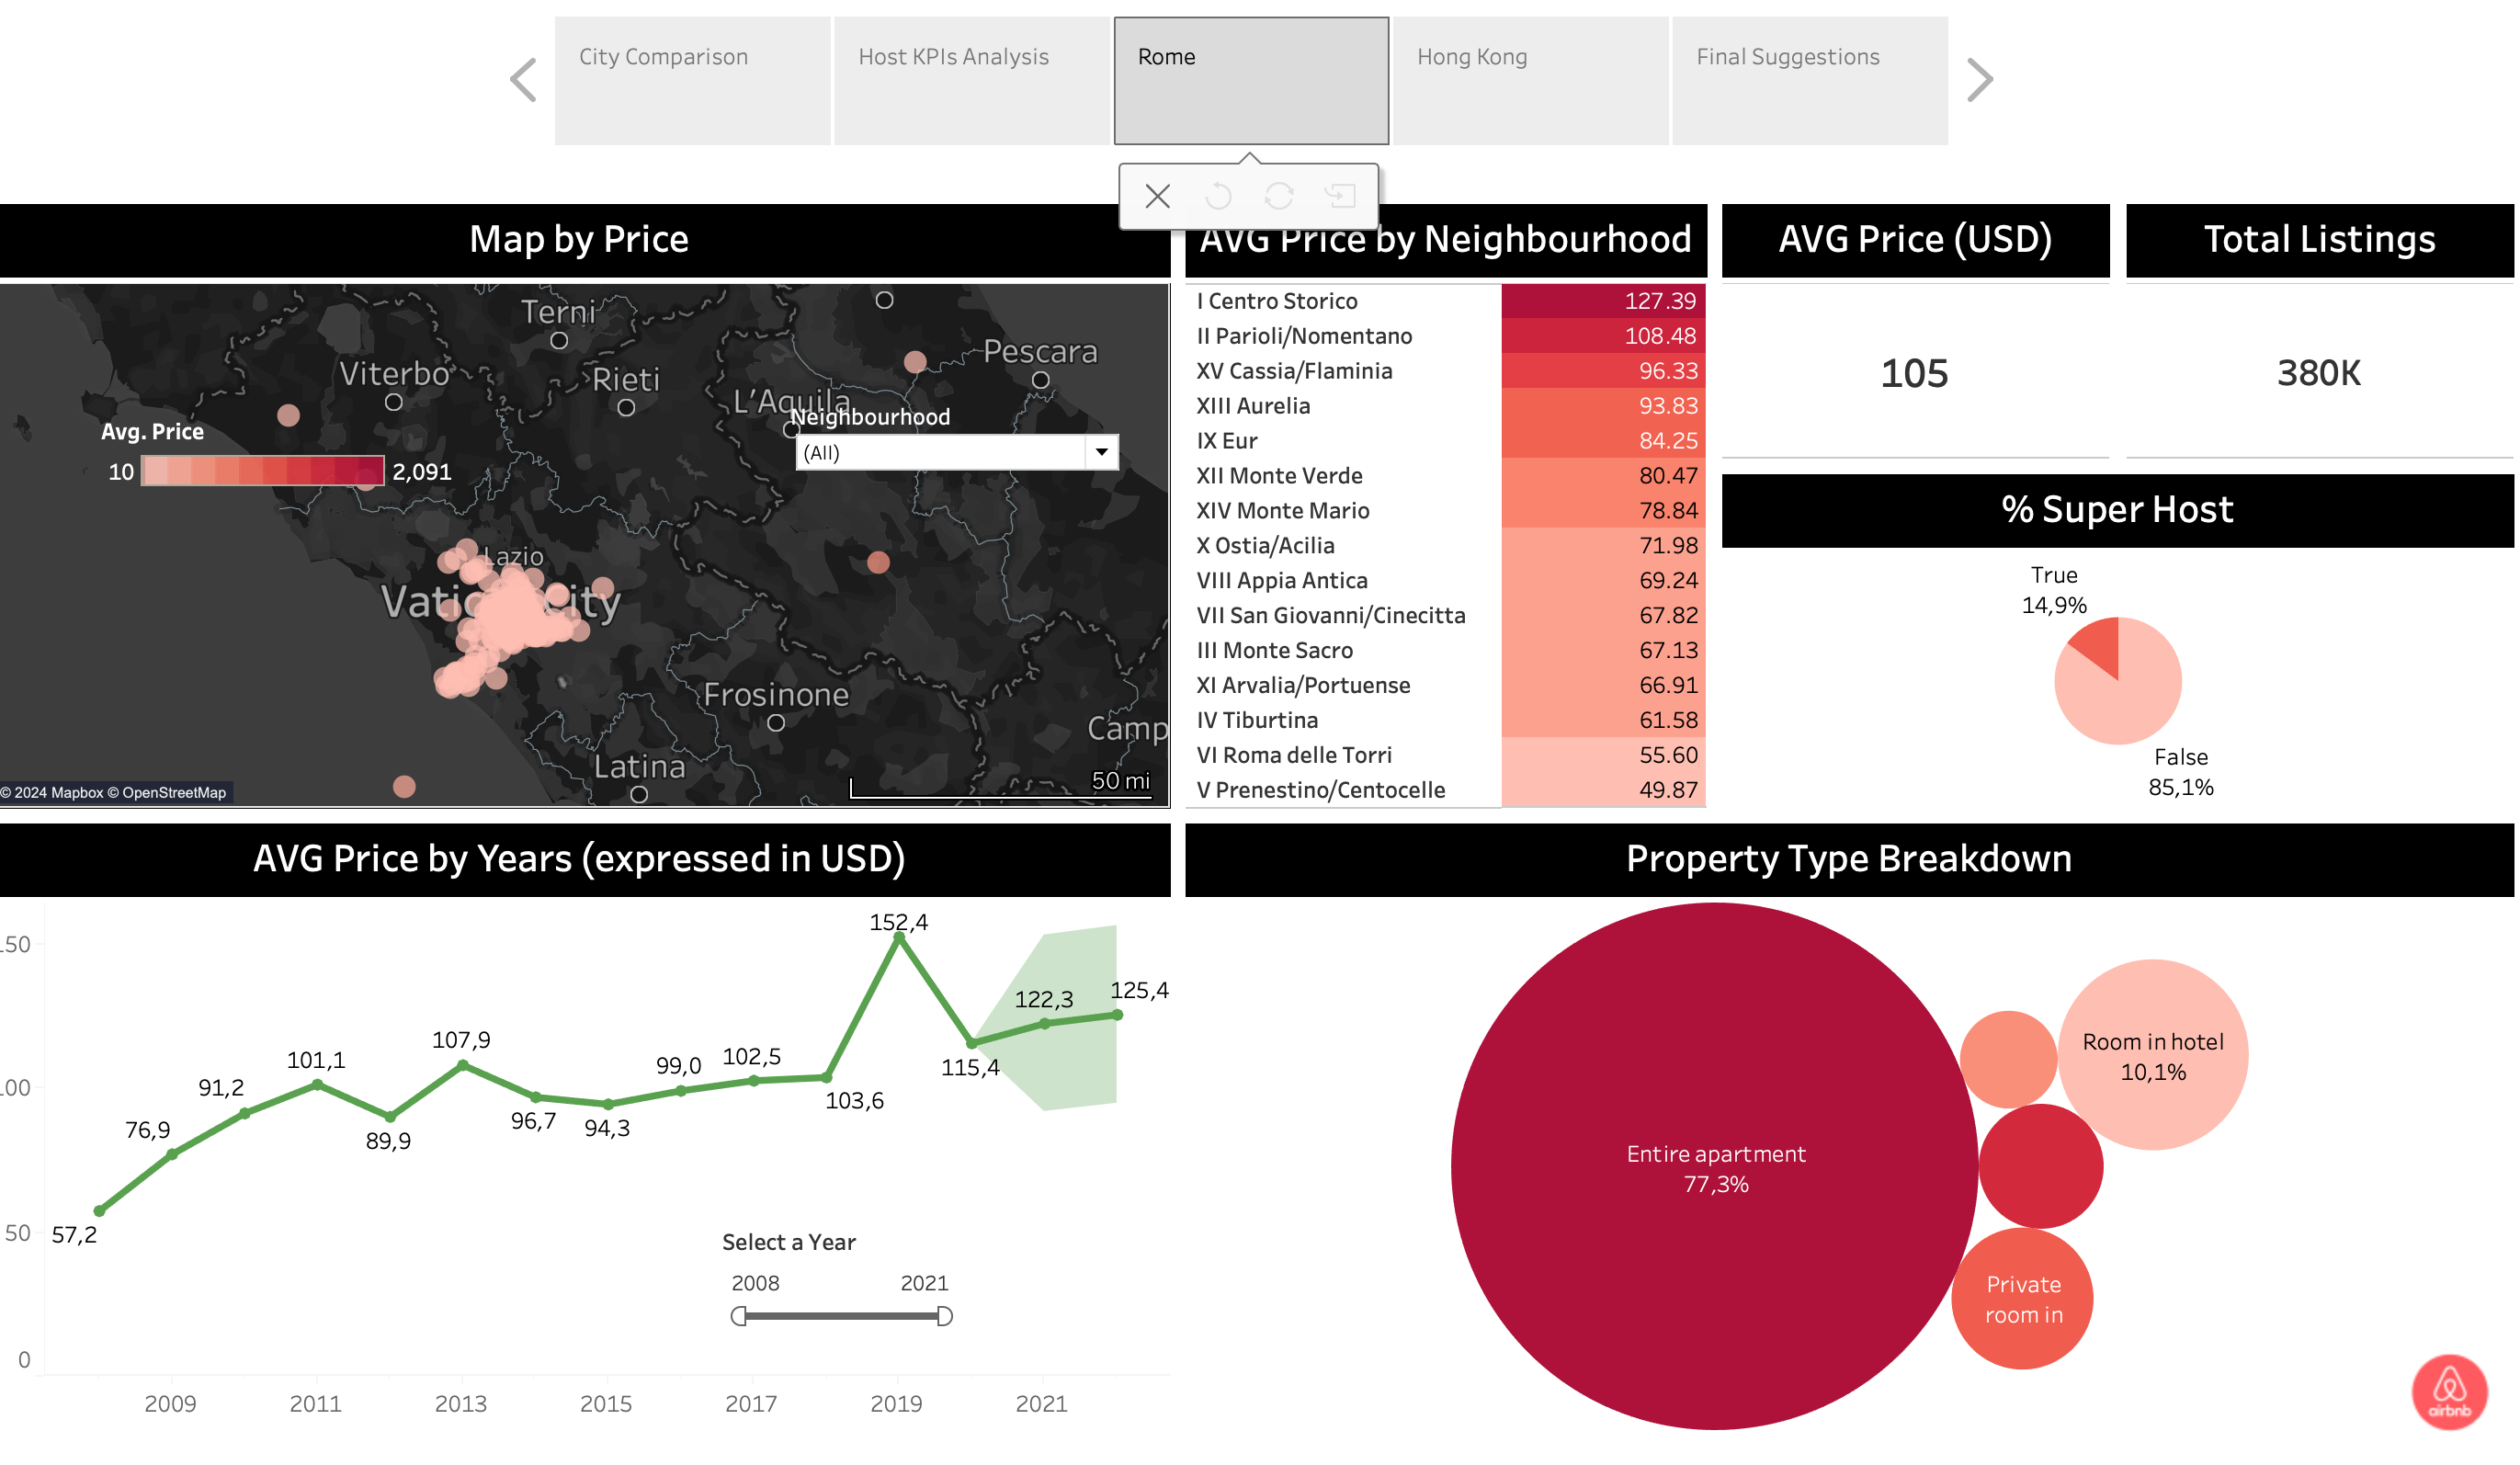 City Comparison
Host KPIs Analysis
Rome
Hong Kong
Final Suggestions
Map by Price
Terni
Viterbo
Rieti
Pescara
L'Aquila
Neighbourhood
(All)
Avg. Price
10
2,091
Lazio
Vatic City
Frosinone
Camp
Latina
50 mi
© 2024 Mapbox © OpenStreetMap
AVG Price by Neighbourhood
I Centro Storico 127.39
II Parioli/Nomentano 108.48
XV Cassia/Flaminia 96.33
XIII Aurelia 93.83
IX Eur 84.25
XII Monte Verde 80.47
XIV Monte Mario 78.84
X Ostia/Acilia 71.98
VIII Appia Antica 69.24
VII San Giovanni/Cinecitta 67.82
III Monte Sacro 67.13
XI Arvalia/Portuense 66.91
IV Tiburtina 61.58
VI Roma delle Torri 55.60
V Prenestino/Centocelle 49.87
AVG Price (USD)
105
Total Listings
380K
% Super Host
True
14,9%
False
85,1%
AVG Price by Years (expressed in USD)
150
100
50
0
57,2
76,9
91,2
101,1
89,9
107,9
96,7
94,3
99,0
102,5
103,6
152,4
115,4
122,3
125,4
Select a Year
2008 2021
2009 2011 2013 2015 2017 2019 2021
Property Type Breakdown
Entire apartment
77,3%
Room in hotel
10,1%
Private
room in
airbnb